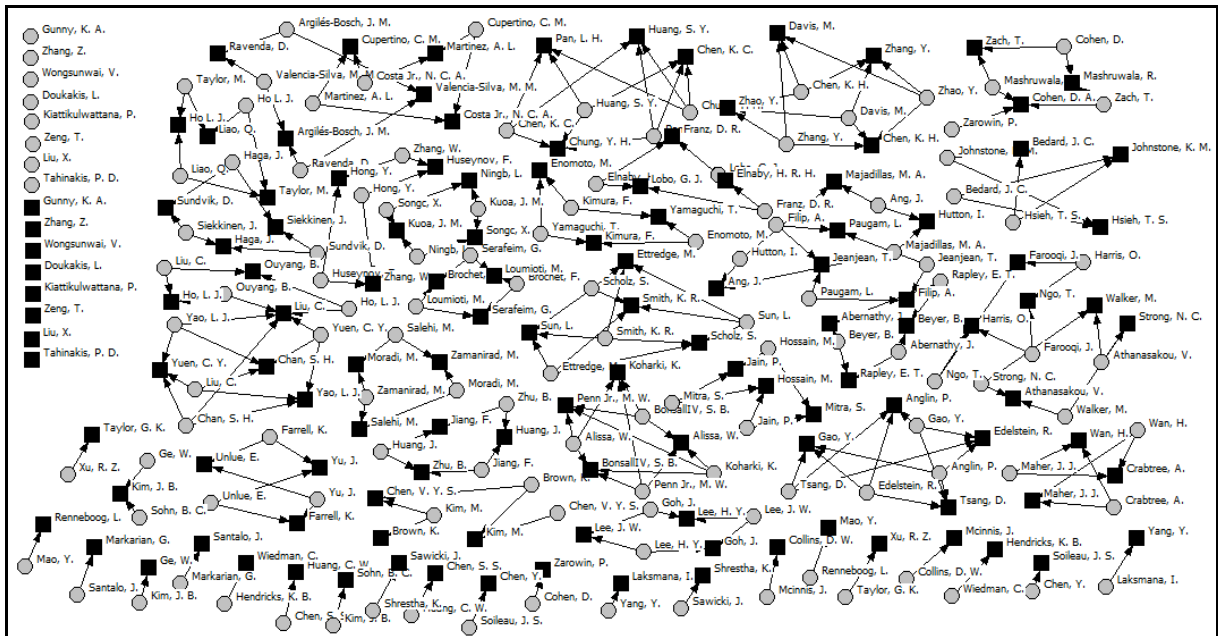 Gunny, K. A.
Zhang, Z.
Wongsunwai, V.
Doukakis, L.
Kiattikulwattana, P.
Zeng, T.
Liu, X.
Tahinakis, P. D.
Gunny, K. A.
Zhang, Z.
Wongsunwai, V.
Doukakis, L.
Kiattikulwattana, P.
Zeng, T.
Liu, X.
Tahinakis, P. D.
Argilés-Bosch, J. M.
Cupertino, C. M.
Ravenda, D.
Cupertino, C. M.
Martinez, A. L.
Pan, L. H.
Huang, S. Y.
Chen, K. C.
Davis, M.
Zhang, Y.
Zach, T.
Cohen, D.
Taylor, M.
Valencia-Silva, M. M.
Costa Jr., N. C. A.
Valencia-Silva, M. M.
Martinez, A. L.
Costa Jr., N. C. A.
Huang, S. Y.
Chen, K. H.
Zhao, Y.
Zhao, Y.
Mashruwala,
Mashruwala, R.
Cohen, D. A.
Zach, T.
Ho L. J.
Ho L. J.
Liao, Q.
Argilés-Bosch, J. M.
Chen, K. C.
Chung, Y. H.
Franz, D. R.
Davis, M.
Zhang, Y.
Chen, K. H.
Zarowin, P.
Bedard, J. C.
Johnstone,
Johnstone, K. M.
Haga, J.
Liao, Q.
Ravenda, D.
Zhang, W.
Hong, Y.
Huseynov, F.
Enomoto, M.
Elnaby,
Lobo, G. J.
Elnaby, H. R. H.
Majadillas, M. A.
Bedard, J. C.
Sundvik, D.
Taylor, M.
Hong, Y.
Songc, X.
Ningb, L.
Kuoa, J. M.
Kimura, F.
Yamaguchi, T.
Franz, D. R.
Ang, J.
Hutton, I.
Hsieh, T. S.
Hsieh, T. S.
Siekkinen, J.
Siekkinen, J.
Haga, J.
Sundvik, D.
Kuoa, J. M.
Songc, X.
Yamaguchi, T.
Kimura, F.
Enomoto, M.
Filip, A.
Paugam, L.
Majadillas, M. A.
Liu, C.
Ouyang, B.
Ouyang, B.
Huseynov,
Zhang, W.
Ningb, L.
Serafeim, G.
Brochet,
Loumioti, M.
Brochet, F.
Ettredge, M.
Scholz, S.
Hutton, I.
Ang, J.
Jeanjean, T.
Jeanjean, T.
Rapley, E. T.
Farooqi, J.
Harris, O.
Ho, L. J.
Liu, C.
Ho, L. J.
Loumioti, M.
Serafeim, G.
Smith, K. R.
Sun, L.
Paugam, L.
Filip, A.
Ngo, T.
Walker, M.
Yao, L. J.
Yuen, C. Y.
Salehi, M.
Sun, L.
Smith, K. R.
Scholz, S.
Abernathy, J.
Beyer, B.
Beyer, B.
Harris, O.
Strong, N. C.
Yuen, C. Y.
Chan, S. H.
Moradi, M.
Zamanirad, M.
Hossain, M.
Abernathy, J.
Farooqi, J.
Athanasakou, V.
Liu, C.
Yao, L. J.
Zamanirad, M.
Moradi, M.
Ettredge, M.
Koharki, K.
Jain, P.
Hossain, M.
Rapley, E. T.
Ngo, T.
Strong, N. C.
Athanasakou, V.
Chan, S. H.
Salehi, M.
Jiang, F.
Zhu, B.
Penn Jr., M. W.
BonsallIV, S. B.
Mitra, S.
Jain, P.
Mitra, S.
Anglin, P.
Gao, Y.
Walker, M.
Taylor, G. K.
Farrell, K.
Huang, J.
Huang, J.
Alissa, W.
Alissa, W.
Gao, Y.
Edelstein, R.
Wan, H.
Wan, H.
Xu, R. Z.
Ge, W.
Unlue, E.
Yu, J.
Zhu, B.
Jiang, F.
BonsallIV, S. B.
Koharki, K.
Anglin, P.
Maher, J. J.
Crabtree, A.
Kim, J. B.
Unlue, E.
Yu, J.
Chen, V. Y. S.
Brown, K.
Penn Jr., M. W.
Tsang, D.
Edelstein, R.
Tsang, D.
Maher, J. J.
Crabtree, A.
Renneboog, L.
Sohn, B. C.
Farrell, K.
Kim, M.
Kim, M.
Chen, V. Y. S.
Goh, J.
Lee, H. Y.
Lee, J. W.
Mao, Y.
Markarian, G.
Santalo, J.
Brown, K.
Lee, J. W.
Lee, H. Y.
Goh, J.
Collins, D. W.
Mao, Y.
Xu, R. Z.
Mcinnis, J.
Hendricks, K. B.
Yang, Y.
Ge, W.
Wiedman, C.
Huang, C. W.
Sohn, B. C.
Sawicki, J.
Chen, S. S.
Chen, Y.
Zarowin, P.
Laksmana, I.
Shrestha, K.
Renneboog, L.
Collins, D. W.
Soileau, J. S.
Santalo, J.
Kim, J. B.
Markarian, G.
Hendricks, K. B.
Chen, S. S.
Kim, J. B.
Shrestha, K.
Huang, C. W.
Soileau, J. S.
Cohen, D.
Yang, Y.
Sawicki, J.
Mcinnis, J.
Taylor, G. K.
Wiedman, C.
Chen, Y.
Laksmana, I.